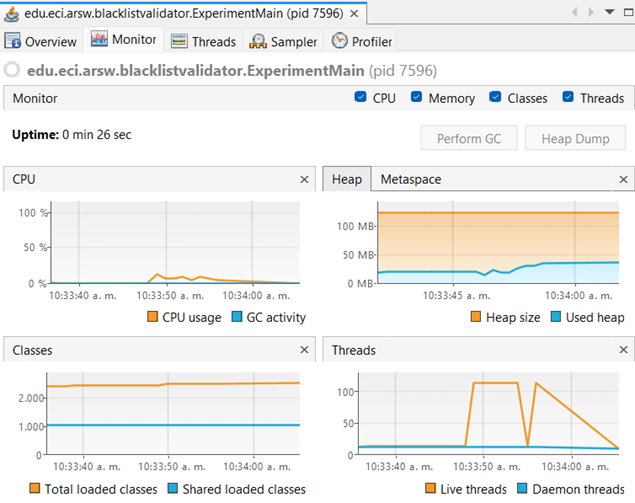 edu.eci.arsw.blacklistvalidator.ExperimentMain (pid 7596)
Overview Monitor Threads Sampler Profiler
edu.eci.arsw.blacklistvalidator.ExperimentMain (pid 7596)
Monitor CPU Memory Classes Threads
Uptime: 0 min 26 sec
Perform GC Heap Dump
CPU
100 %
50 %
0 %
10:33:40 a. m. 10:33:50 a. m. 10:34:00 a. m.
CPU usage GC activity
Heap Metaspace
100 MB
50 MB
0 MB
10:33:45 a. m. 10:34:00 a. m.
Heap size Used heap
Classes
2.000
1.000
0
10:33:40 a. m. 10:33:50 a. m. 10:34:00 a. m.
Total loaded classes Shared loaded classes
Threads
100
50
0
10:33:40 a. m. 10:33:50 a. m. 10:34:00 a. m.
Live threads Daemon threads